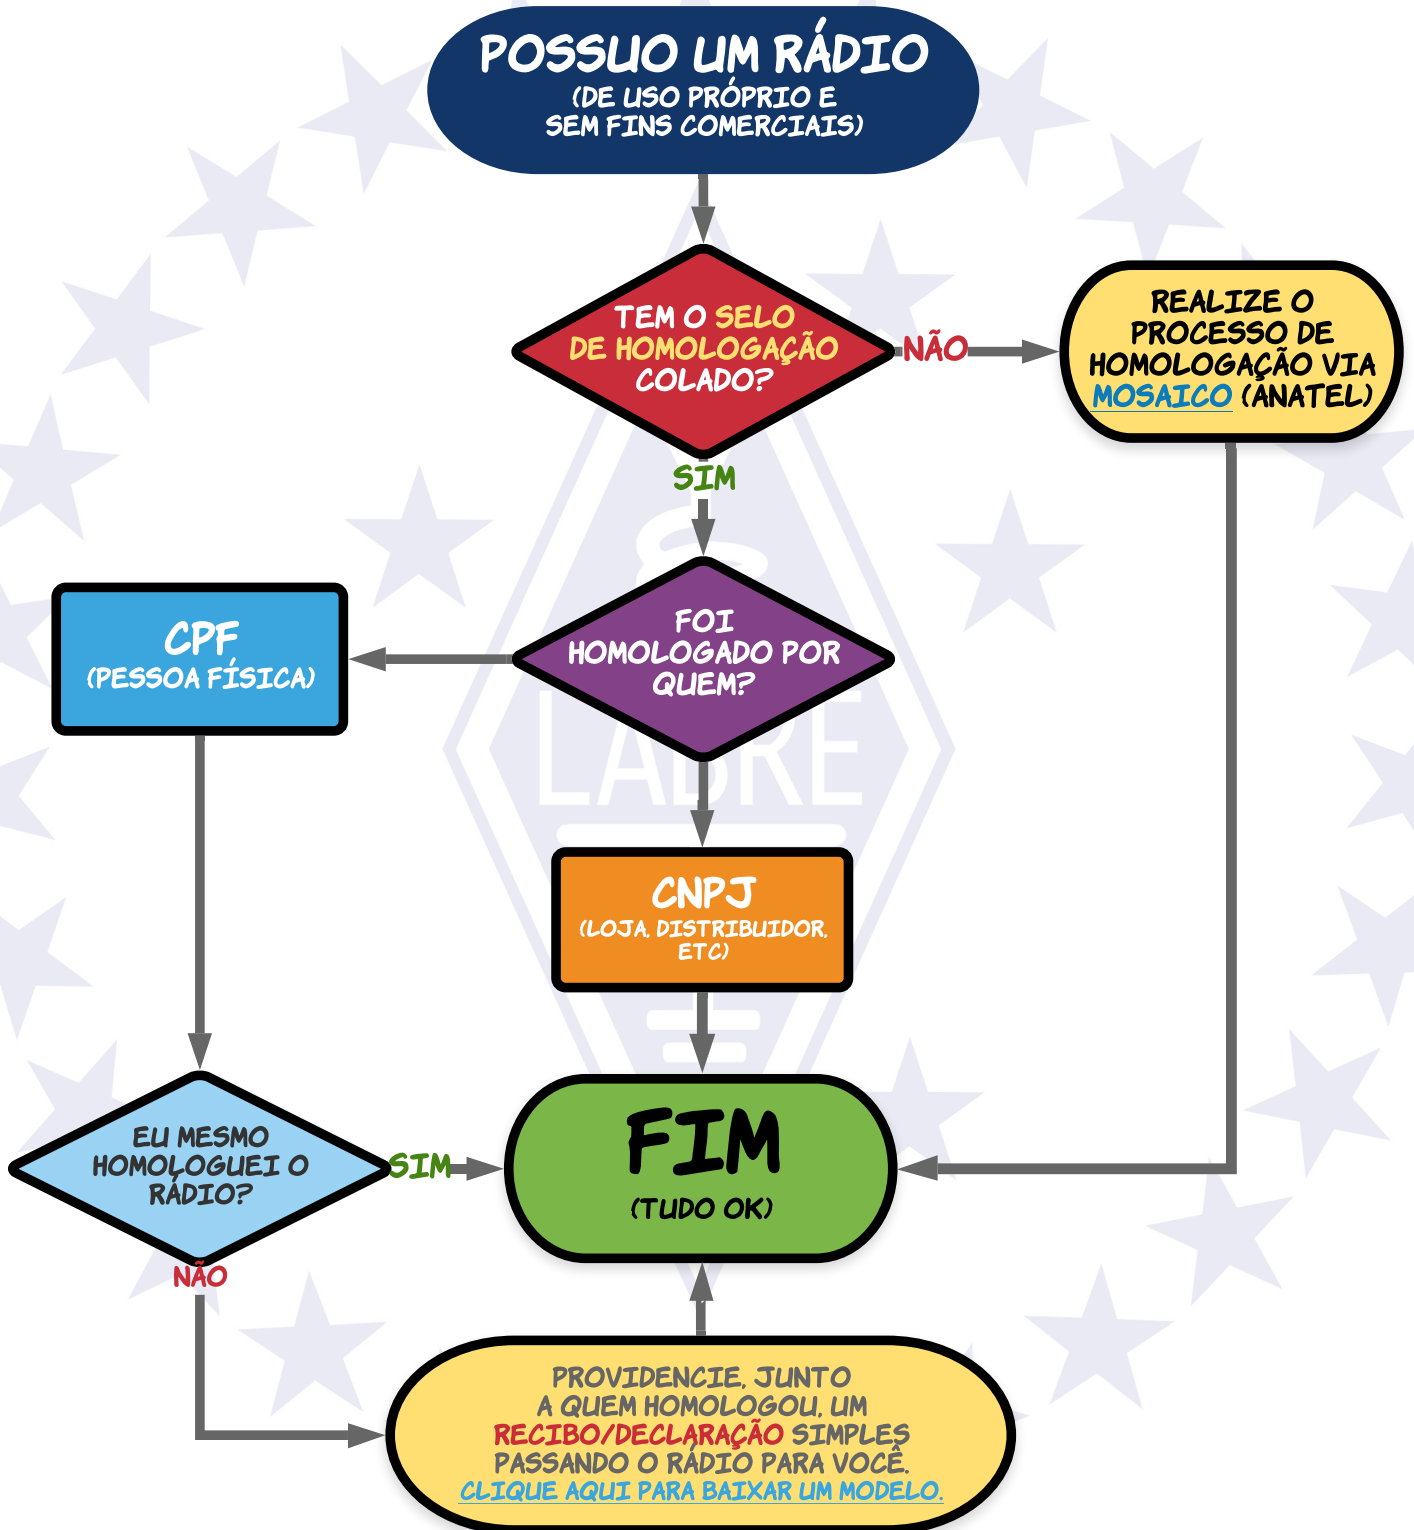 POSSUO UM RÁDIO
(DE USO PRÓPRIO E
SEM FINS COMERCIAIS)
TEM O SELO
DE HOMOLOGAÇÃO
COLADO?
NÃO
REALIZE O
PROCESSO DE
HOMOLOGAÇÃO VIA
MOSAICO (ANATEL)
SIM
FOI
HOMOLOGADO POR
QUEM?
CPF
(PESSOA FÍSICA)
LABRE
CNPJ
(LOJA, DISTRIBUIDOR,
ETC)
EU MESMO
HOMOLOGUEI O
RÁDIO?
SIM
FIM
(TUDO OK)
NÃO
PROVIDENCIE, JUNTO
A QUEM HOMOLOGOU, UM
RECIBO/DECLARAÇÃO SIMPLES
PASSANDO O RÁDIO PARA VOCÊ.
CLIQUE AQUI PARA BAIXAR UM MODELO.